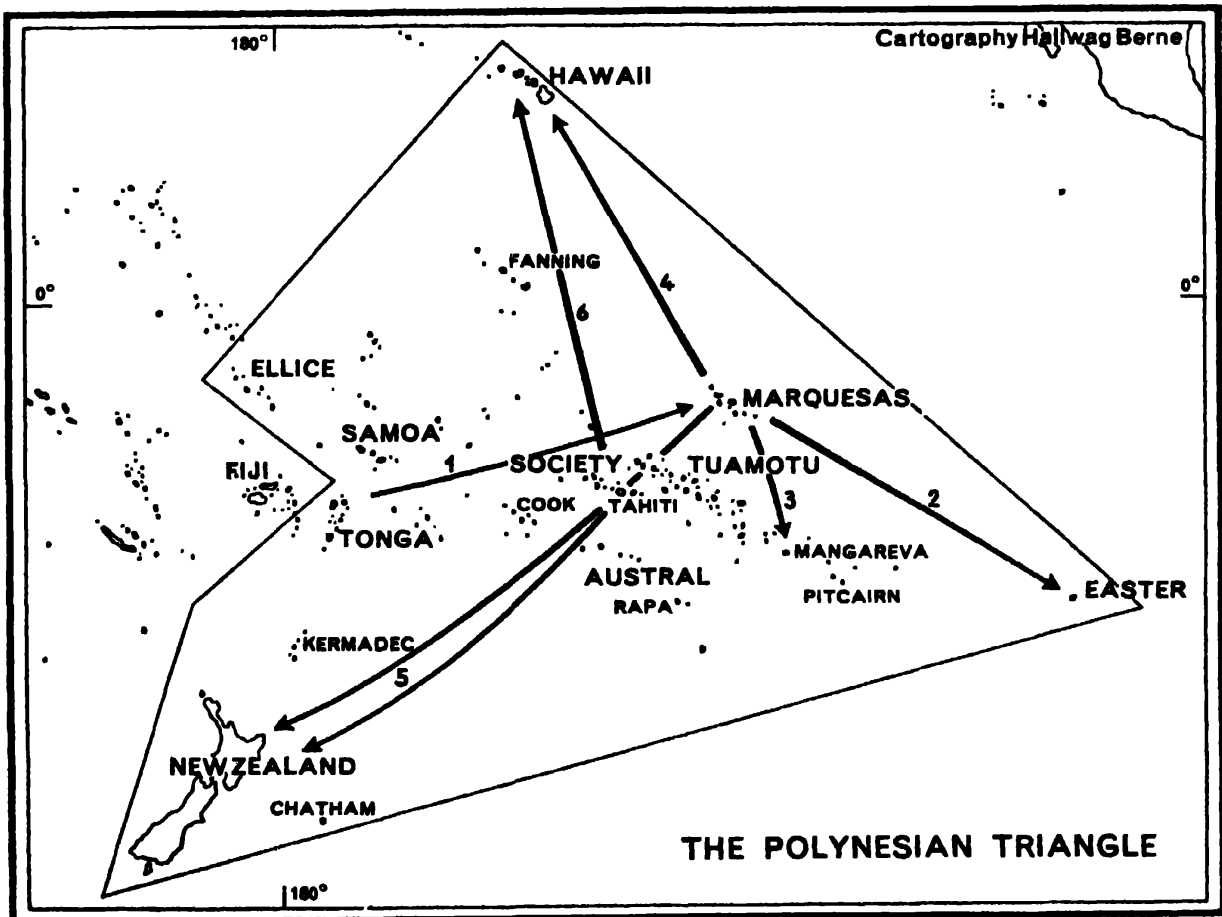 180°
Cartography Hallwag Berne
HAWAII
FANNING
4
0°
0°
6
ELLICE
MARQUESAS
SAMOA
1
SOCIETY
TUAMOTU
FIJI
COOK
TAHITI
3
2
TONGA
MANGAREVA
AUSTRAL
PITCAIRN
EASTER
RAPA
KERMADEC
5
NEW ZEALAND
CHATHAM
THE POLYNESIAN TRIANGLE
180°